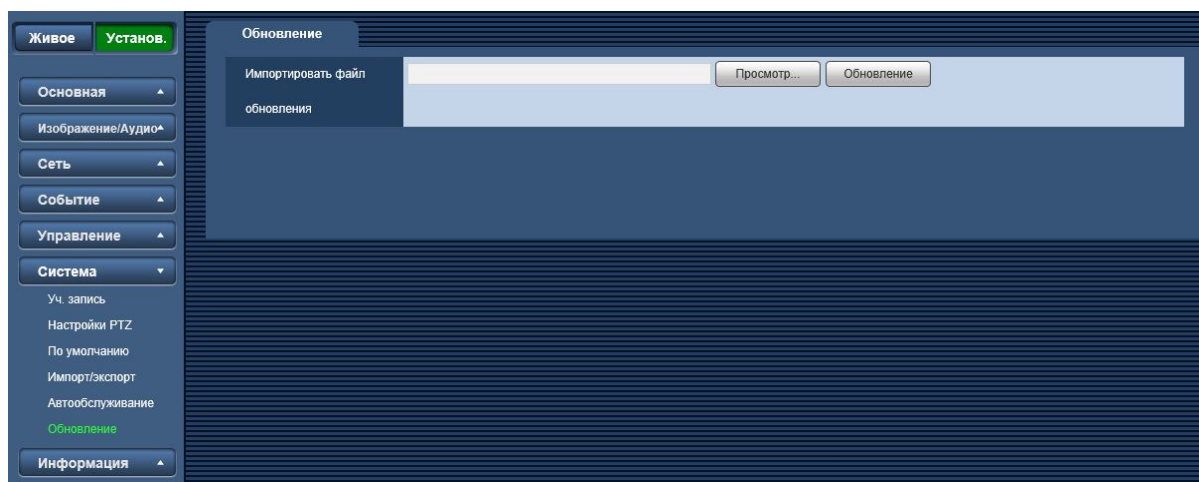 Живое Установ.
Обновление
Импортировать файл
обновления
Просмотр... Обновление
Основная
Изображение/Аудио
Сеть
Событие
Управление
Система
Уч. запись
Настройки PTZ
По умолчанию
Импорт/экспорт
Автообслуживание
Обновление
Информация